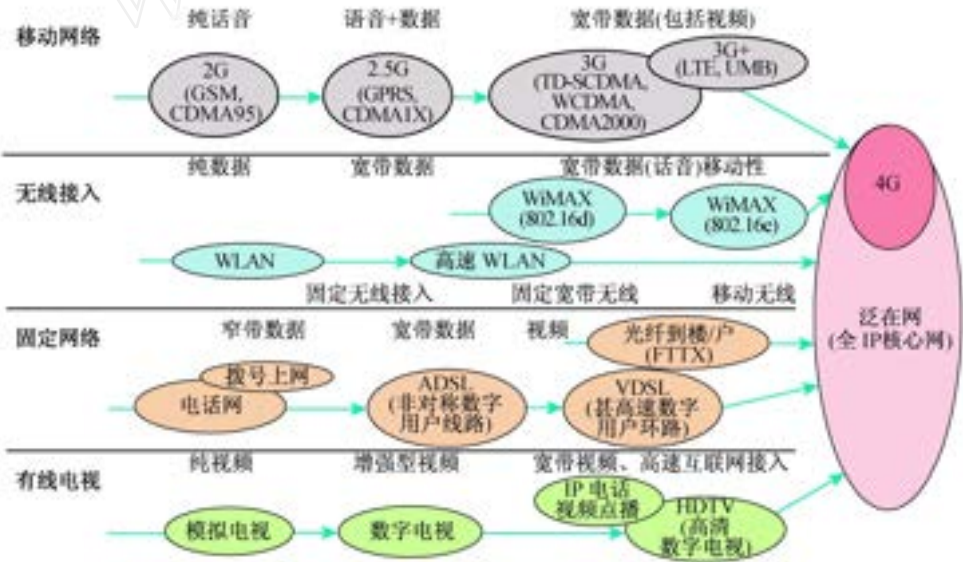 纯话音
语音+数据
宽带数据(包括视频)
移动网络
2G
(GSM,
CDMA95)
2.5G
(GPRS,
CDMA1X)
3G
(TD-SCDMA,
WCDMA,
CDMA2000)
3G+
(LTE, UMB)
纯数据
宽带数据
宽带数据(话音)移动性
无线接入
WiMAX
(802.16d)
WiMAX
(802.16e)
4G
WLAN
高速 WLAN
固定无线接入
固定宽带无线
移动无线
泛在网
(全 IP核心网)
固定网络
窄带数据
宽带数据
视频
光纤到楼/户
(FTTX)
拨号上网
电话网
ADSL
(非对称数字
用户线路)
VDSL
(甚高速数字
用户环路)
有线电视
纯视频
增强型视频
宽带视频、高速互联网接入
IP 电话
视频点播
模拟电视
数字电视
HDTV
(高清
数字电视)